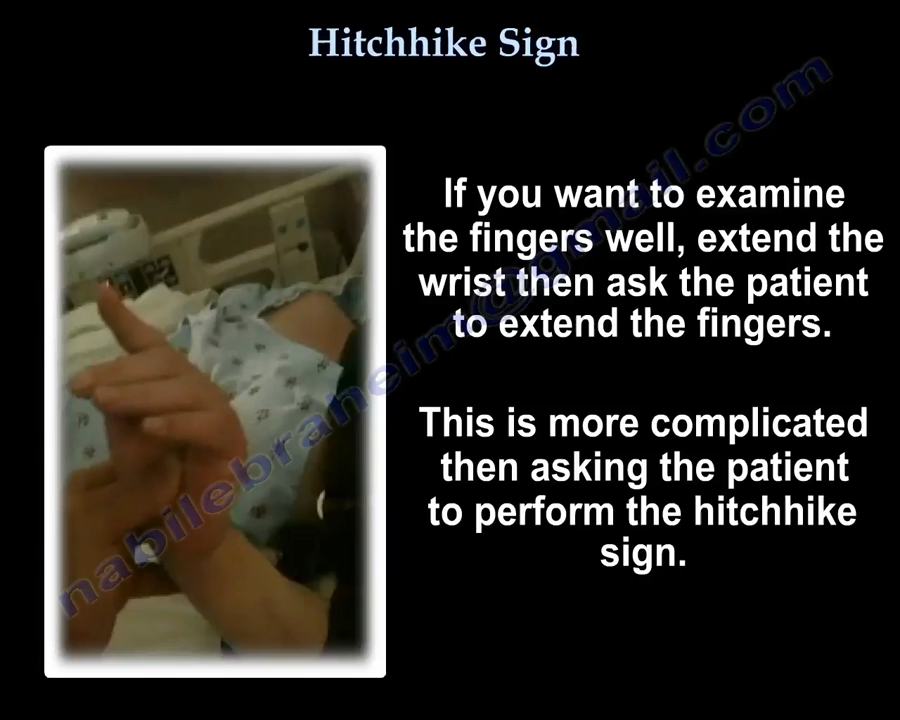 Hitchhike Sign
If you want to examine
the fingers well, extend the
wrist then ask the patient
to extend the fingers.
This is more complicated
then asking the patient
to perform the hitchhike
sign.
nabilebraheim@gmail.com